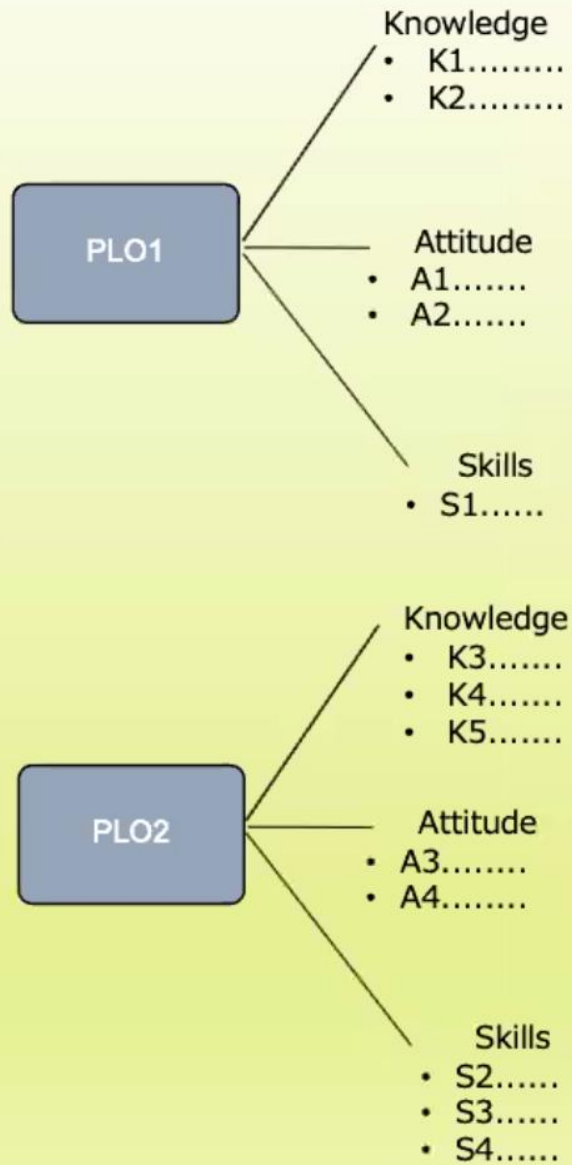 Knowledge
• K1.........
• K2.........
PLO1
Attitude
• A1.......
• A2.......
Skills
• S1......
Knowledge
• K3.......
• K4.......
• K5.......
PLO2
Attitude
• A3........
• A4........
Skills
• S2......
• S3......
• S4......